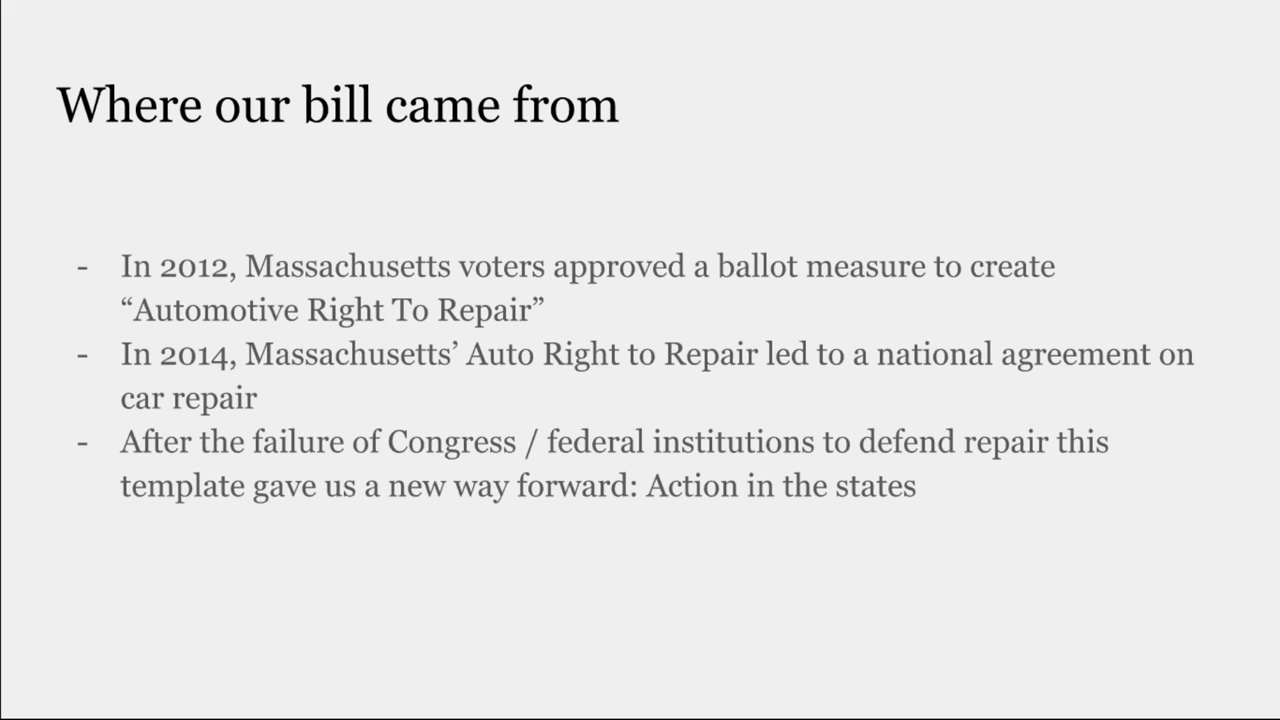 Where our bill came from
- In 2012, Massachusetts voters approved a ballot measure to create
“Automotive Right To Repair”
- In 2014, Massachusetts’ Auto Right to Repair led to a national agreement on
car repair
- After the failure of Congress / federal institutions to defend repair this
template gave us a new way forward: Action in the states